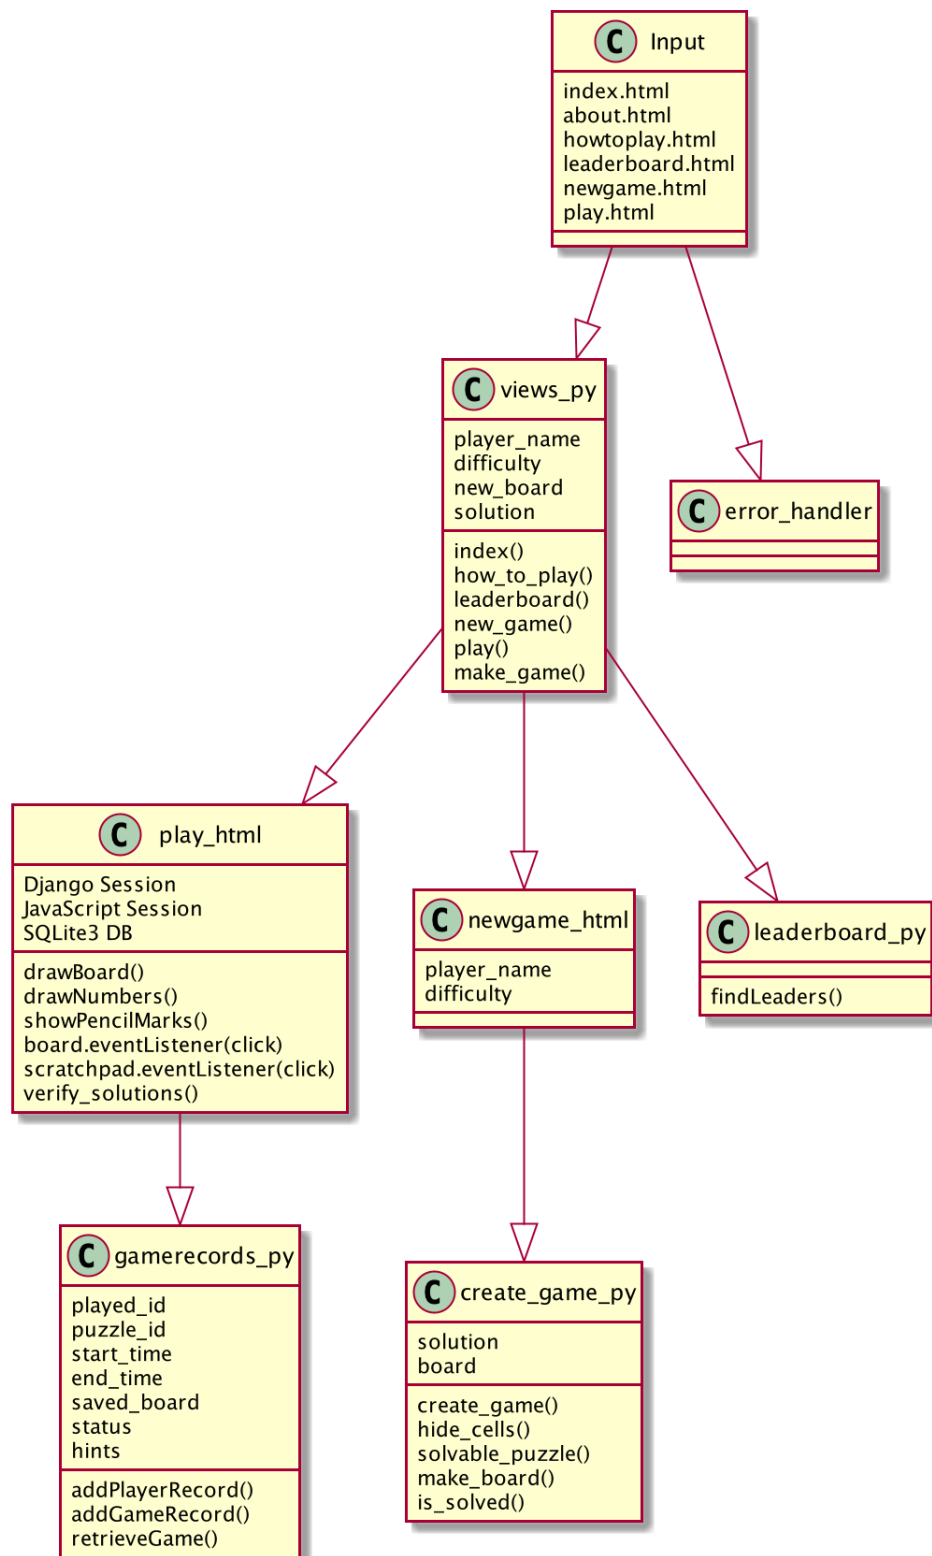 C Input
index.html
about.html
howtoplay.html
leaderboard.html
newgame.html
play.html
C views_py
player_name
difficulty
new_board
solution
index()
how_to_play()
leaderboard()
new_game()
play()
make_game()
C error_handler
C play_html
Django Session
JavaScript Session
SQLite3 DB
drawBoard()
drawNumbers()
showPencilMarks()
board.eventListener(click)
scratchpad.eventListener(click)
verify_solutions()
C newgame_html
player_name
difficulty
C leaderboard_py
findLeaders()
C gamerecords_py
played_id
puzzle_id
start_time
end_time
saved_board
status
hints
addPlayerRecord()
addGameRecord()
retrieveGame()
C create_game_py
solution
board
create_game()
hide_cells()
solvable_puzzle()
make_board()
is_solved()